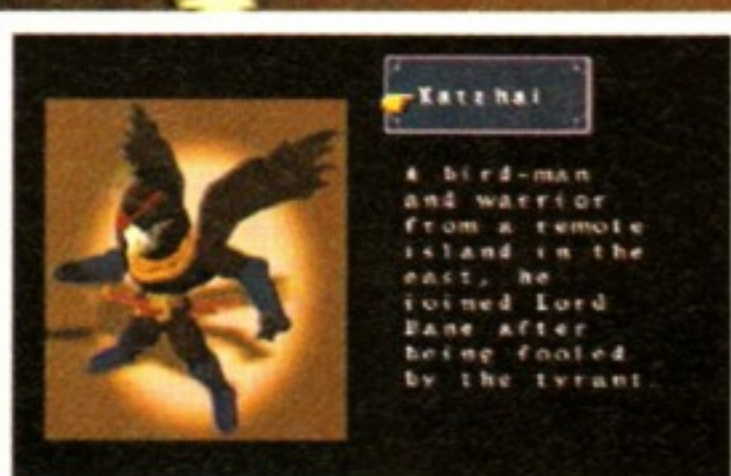 Katzhal
A bird-man
and warrior
from a remote
island in the
east, he
joined Lord
Bane after
being fooled
by the tyrant.